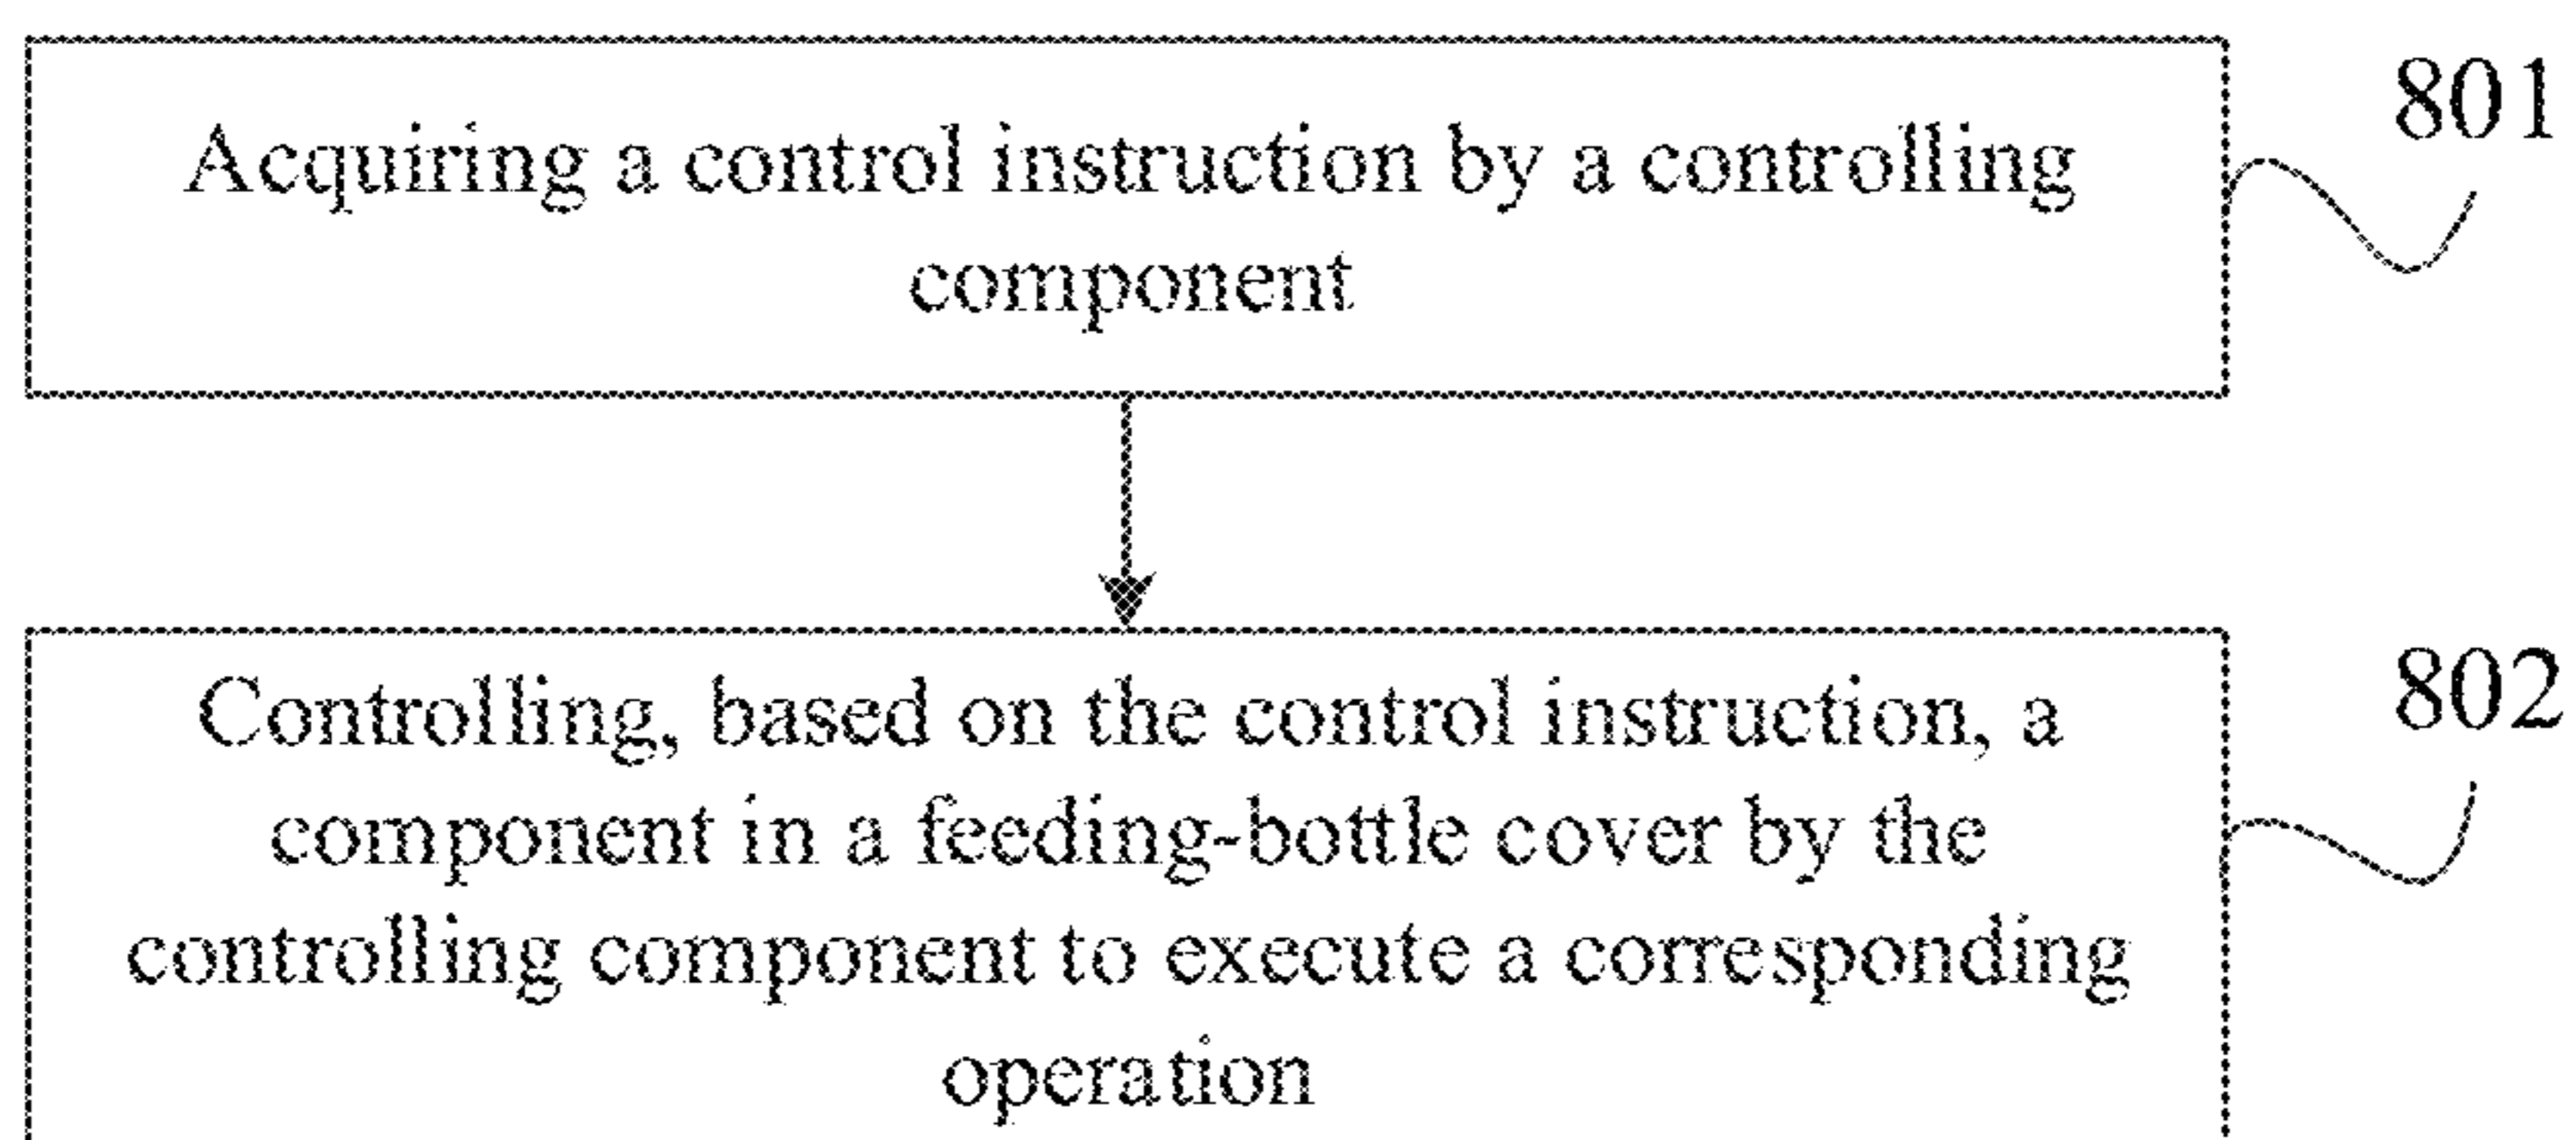 Acquiring a control instruction by a controlling
component
801
Controlling, based on the control instruction, a
component in a feeding-bottle cover by the
controlling component to execute a corresponding
operation
802